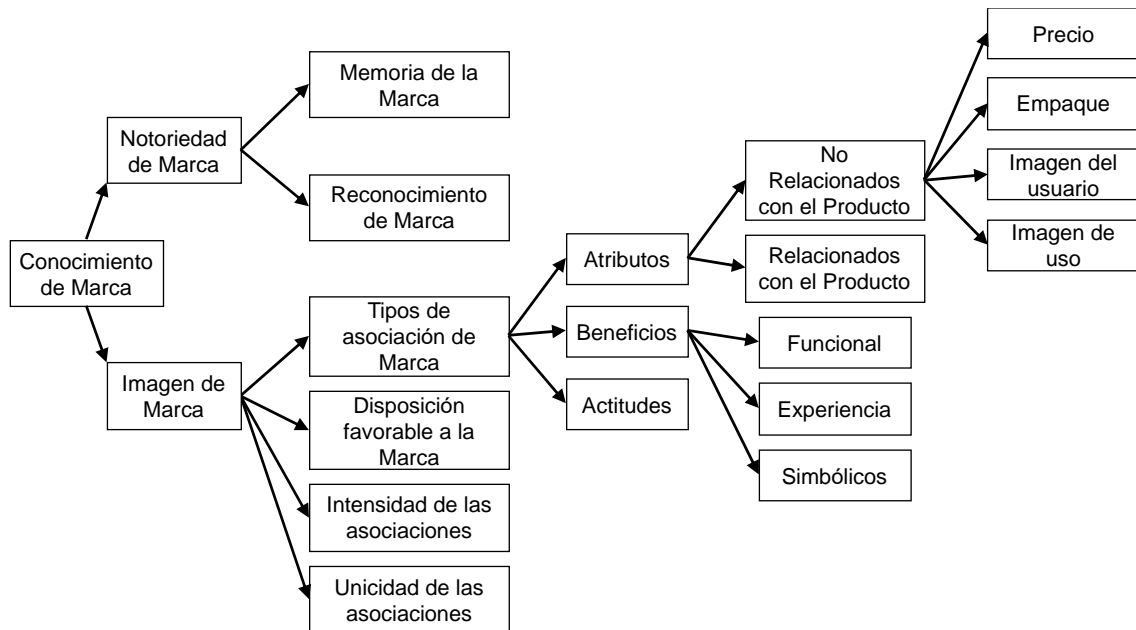 Precio
Memoria de la
Marca
Empaque
Notoriedad
de Marca
No
Relacionados
con el Producto
Imagen del
usuario
Reconocimiento
de Marca
Imagen de
uso
Conocimiento
de Marca
Atributos
Relacionados
con el Producto
Tipos de
asociación de
Marca
Beneficios
Funcional
Imagen de
Marca
Actitudes
Experiencia
Disposición
favorable a la
Marca
Simbólicos
Intensidad de las
asociaciones
Unicidad de las
asociaciones